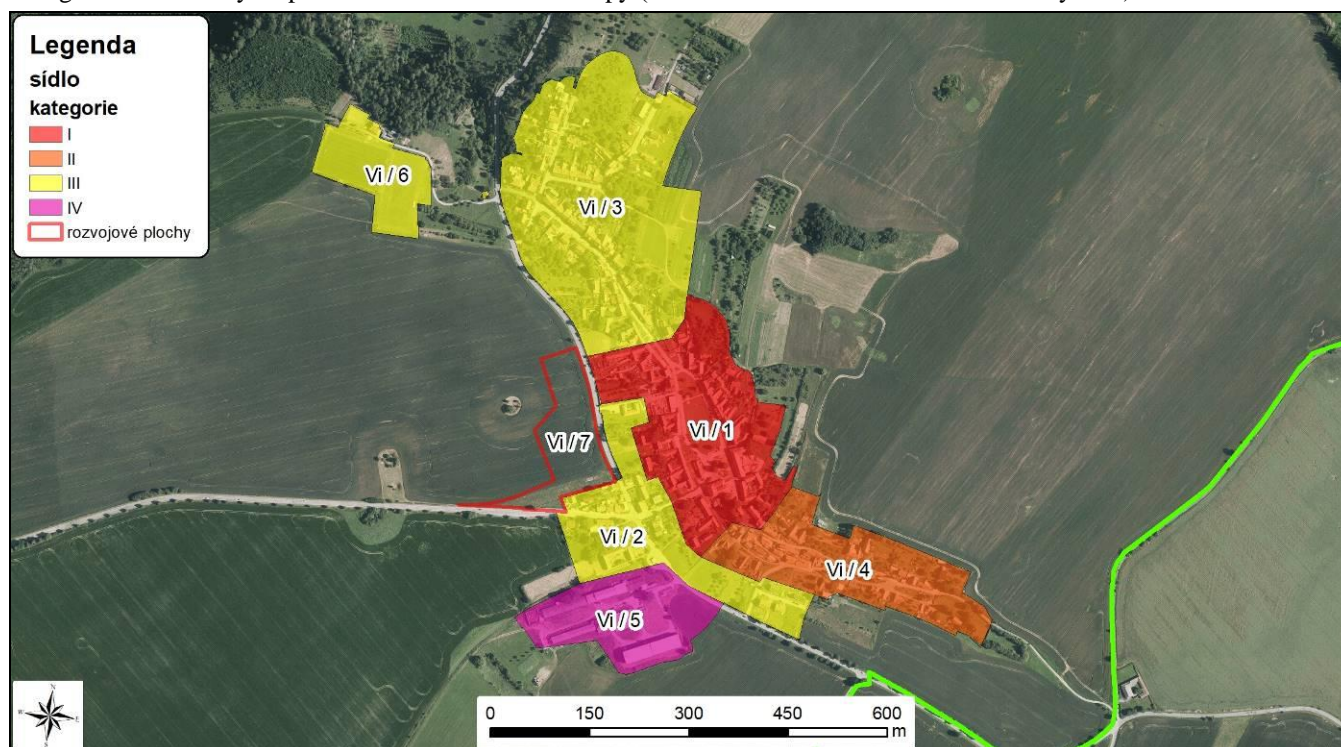 Legenda
sídlo
kategorie
I
II
III
IV
rozvojové plochy
Vi / 6
Vi / 3
Vi / 1
Vi / 7
Vi / 2
Vi / 4
Vi / 5
N
W E
S
0 150 300 450 600
m